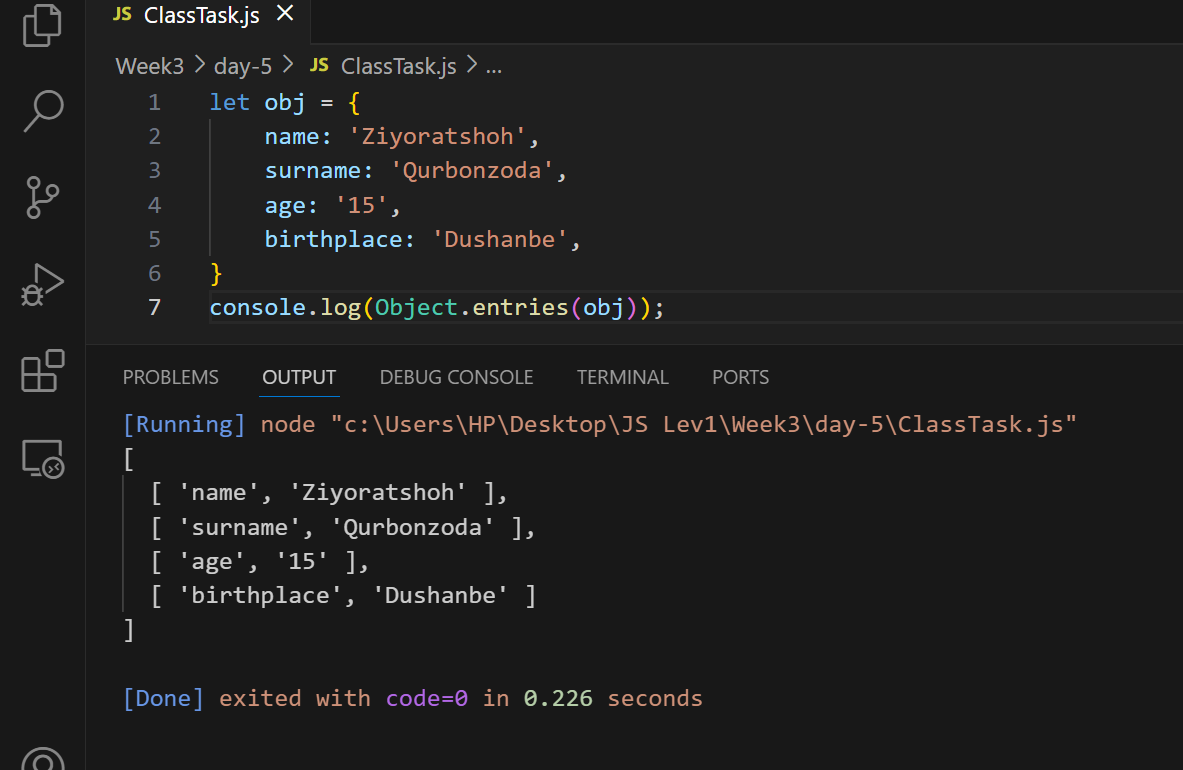 JS ClassTask.js ×
Week3 > day-5 > JS ClassTask.js > ...
1 let obj = {
2     name: 'Ziyoratshoh',
3     surname: 'Qurbonzoda',
4     age: '15',
5     birthplace: 'Dushanbe',
6 }
7 console.log(Object.entries(obj));
PROBLEMS OUTPUT DEBUG CONSOLE TERMINAL PORTS
[Running] node "c:\Users\HP\Desktop\JS Lev1\Week3\day-5\ClassTask.js"
[
  [ 'name', 'Ziyoratshoh' ],
  [ 'surname', 'Qurbonzoda' ],
  [ 'age', '15' ],
  [ 'birthplace', 'Dushanbe' ]
]
[Done] exited with code=0 in 0.226 seconds